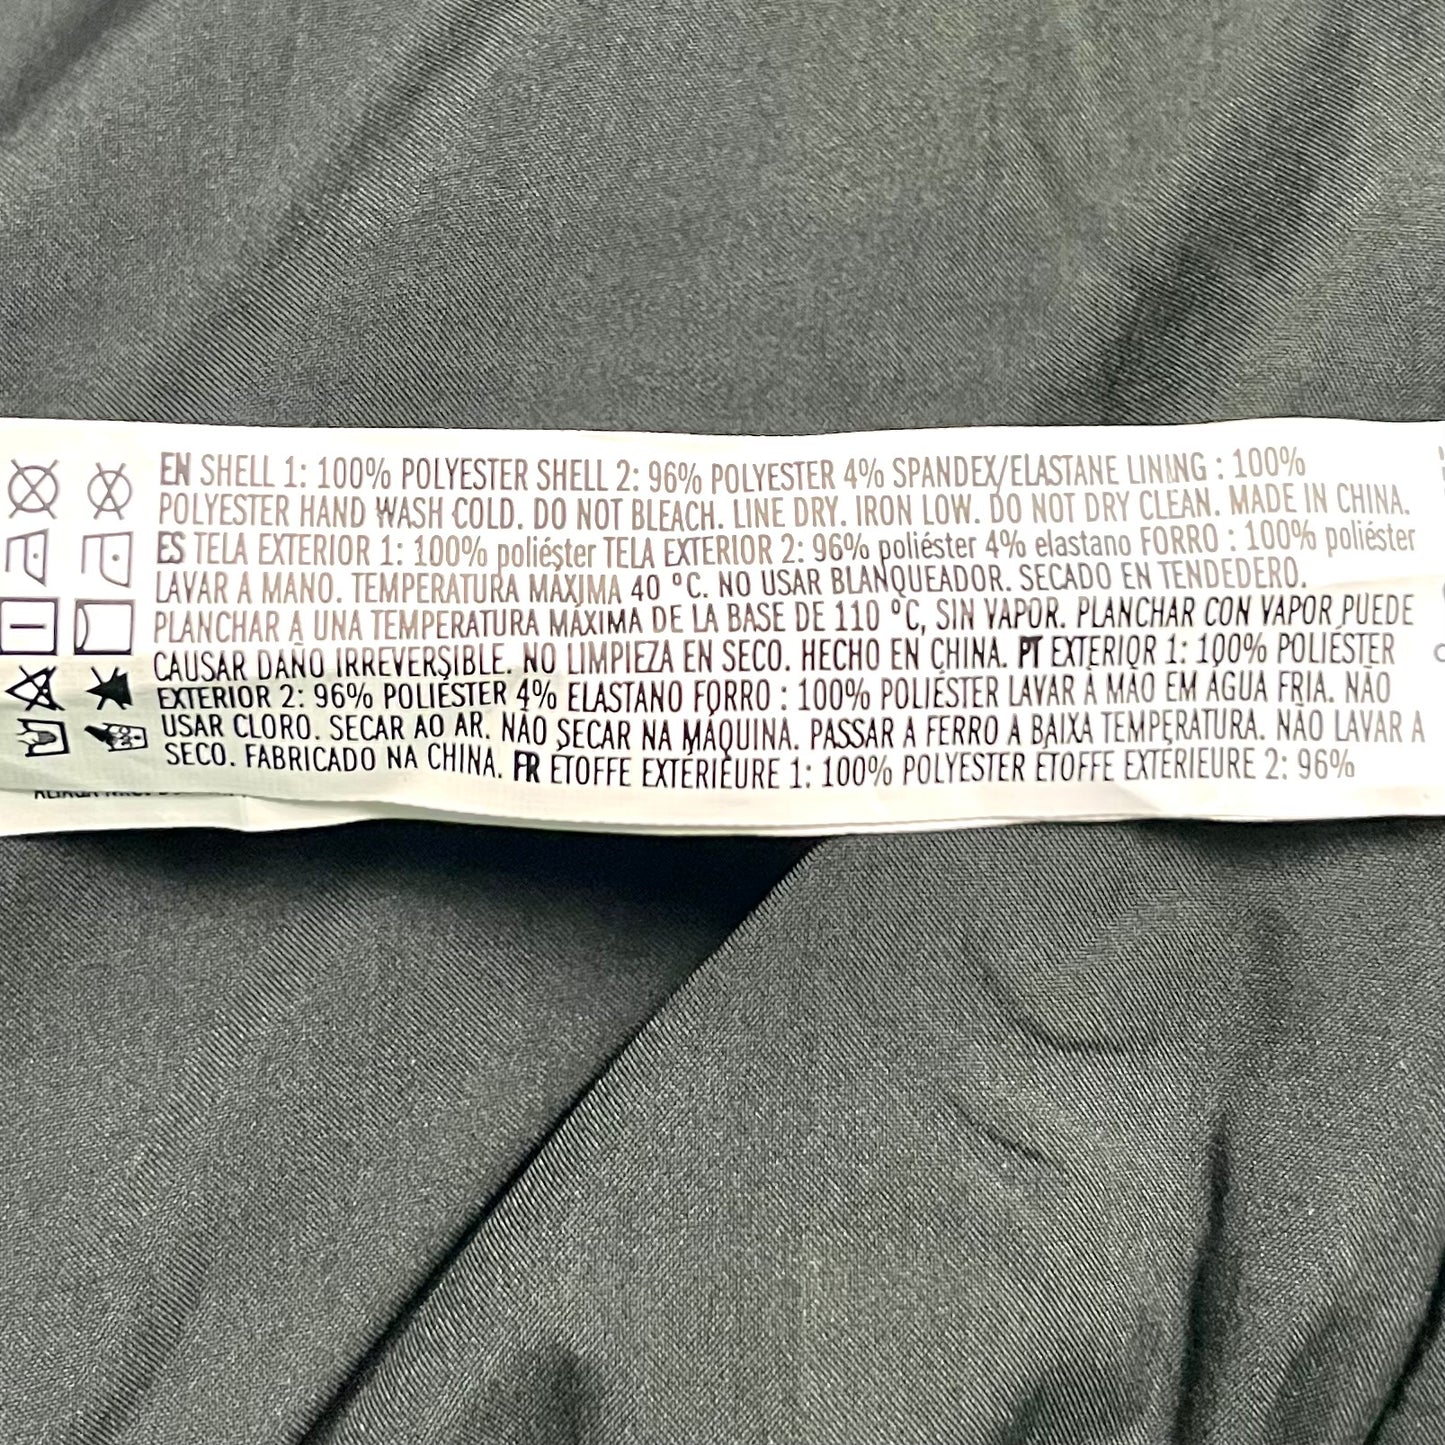 EN SHELL 1: 100% POLYESTER SHELL 2: 96% POLYESTER 4% SPANDEX/ELASTANE LINING : 100%
POLYESTER HAND WASH COLD. DO NOT BLEACH. LINE DRY. IRON LOW. DO NOT DRY CLEAN. MADE IN CHINA.
ES TELA EXTERIOR 1: 100% poliéster TELA EXTERIOR 2: 96% poliéster 4% elastano FORRO : 100% poliéster
LAVAR A MANO. TEMPERATURA MÁXIMA 40 ºC. NO USAR BLANQUEADOR. SECADO EN TENDEDERO.
PLANCHAR A UNA TEMPERATURA MÁXIMA DE LA BASE DE 110 ºC, SIN VAPOR. PLANCHAR CON VAPOR PUEDE
CAUSAR DAÑO IRREVERSIBLE. NO LIMPIEZA EN SECO. HECHO EN CHINA. PT EXTERIOR 1: 100% POLIÉSTER
EXTERIOR 2: 96% POLIÉSTER 4% ELASTANO FORRO : 100% POLIÉSTER LAVAR À MÃO EM ÁGUA FRIA. NÃO
USAR CLORO. SECAR AO AR. NÃO SECAR NA MÁQUINA. PASSAR A FERRO A BAIXA TEMPERATURA. NÃO LAVAR A
SECO. FABRICADO NA CHINA. FR ÉTOFFE EXTÉRIEURE 1: 100% POLYESTER ÉTOFFE EXTÉRIEURE 2: 96%